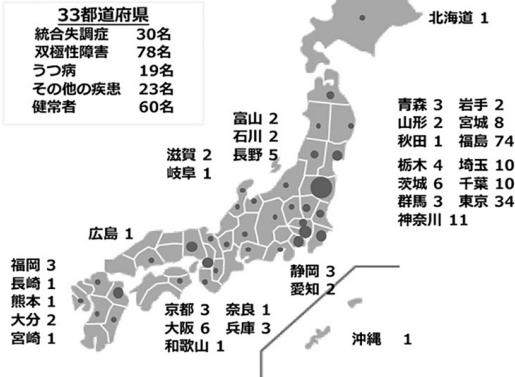 33都道府県
統合失調症 30名
双極性障害 78名
うつ病 19名
その他の疾患 23名
健常者 60名
北海道 1
青森 3 岩手 2
山形 2 宮城 8
秋田 1 福島 74
栃木 4 埼玉 10
茨城 6 千葉 10
群馬 3 東京 34
神奈川 11
富山 2
石川 2
長野 5
滋賀 2
岐阜 1
広島 1
福岡 3
長崎 1
熊本 1
大分 2
宮崎 1
静岡 3
愛知 2
京都 3 奈良 1
大阪 6 兵庫 3
和歌山 1
沖縄 1